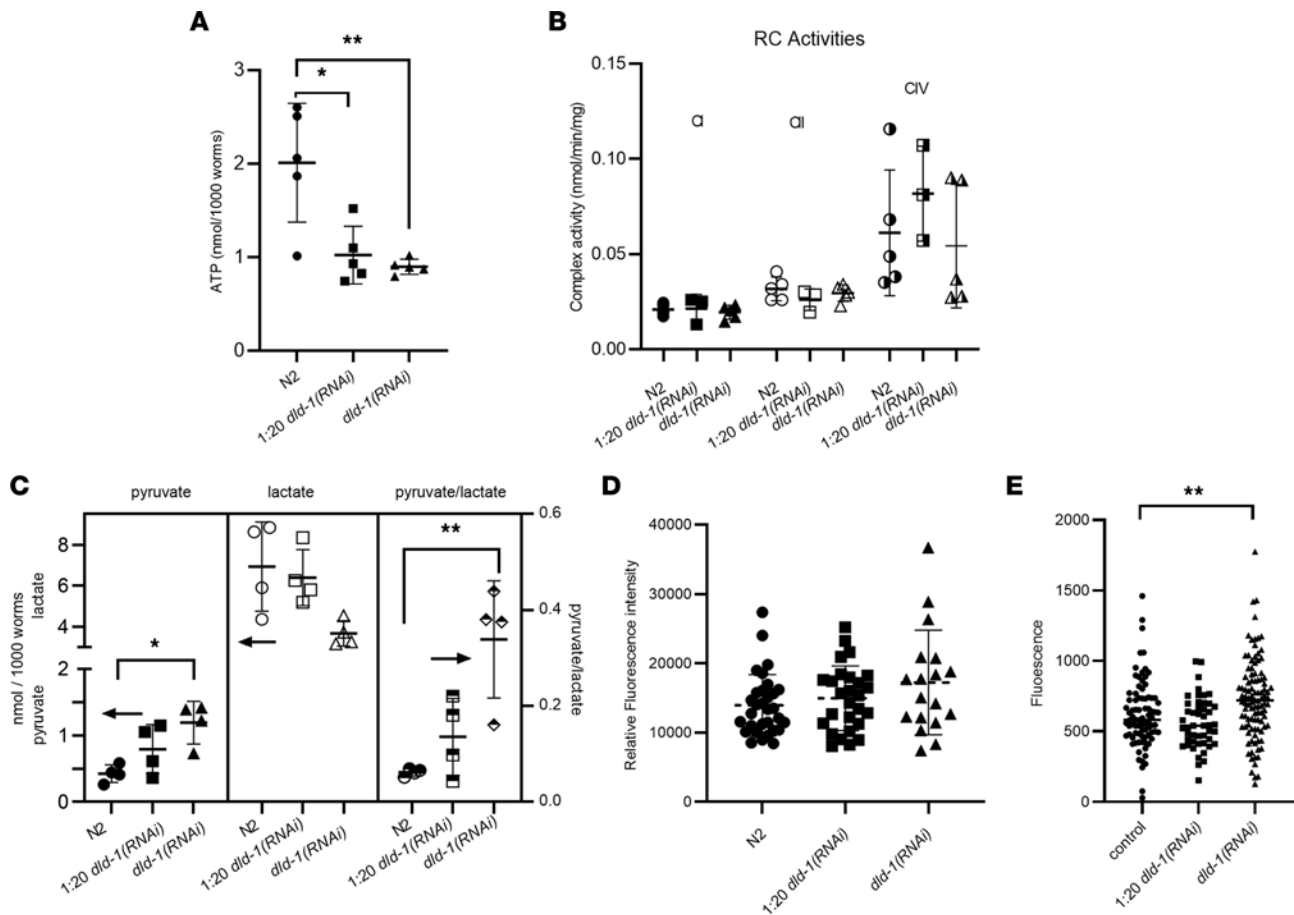 A
**
*
3
2
1
0
ATP (nmol/1000 worms)
N2
1:20 dld-1(RNAi)
dld-1(RNAi)
B
RC Activities
0.15
0.10
0.05
0.00
Complex activity (nmol/min/mg)
CI
CII
CIV
N2
1:20 dld-1(RNAi)
dld-1(RNAi)
N2
1:20 dld-1(RNAi)
dld-1(RNAi)
N2
1:20 dld-1(RNAi)
dld-1(RNAi)
C
pyruvate
lactate
pyruvate/lactate
8
6
4
2
1
0
nmol / 1000 worms
pyruvate
lactate
*
**
0.6
0.4
0.2
0.0
pyruvate/lactate
N2
1:20 dld-1(RNAi)
dld-1(RNAi)
N2
1:20 dld-1(RNAi)
dld-1(RNAi)
N2
1:20 dld-1(RNAi)
dld-1(RNAi)
D
40000
30000
20000
10000
0
Relative Fluorescence intensity
N2
1:20 dld-1(RNAi)
dld-1(RNAi)
E
**
2000
1500
1000
500
0
Fluoescence
control
1:20 dld-1(RNAi)
dld-1(RNAi)